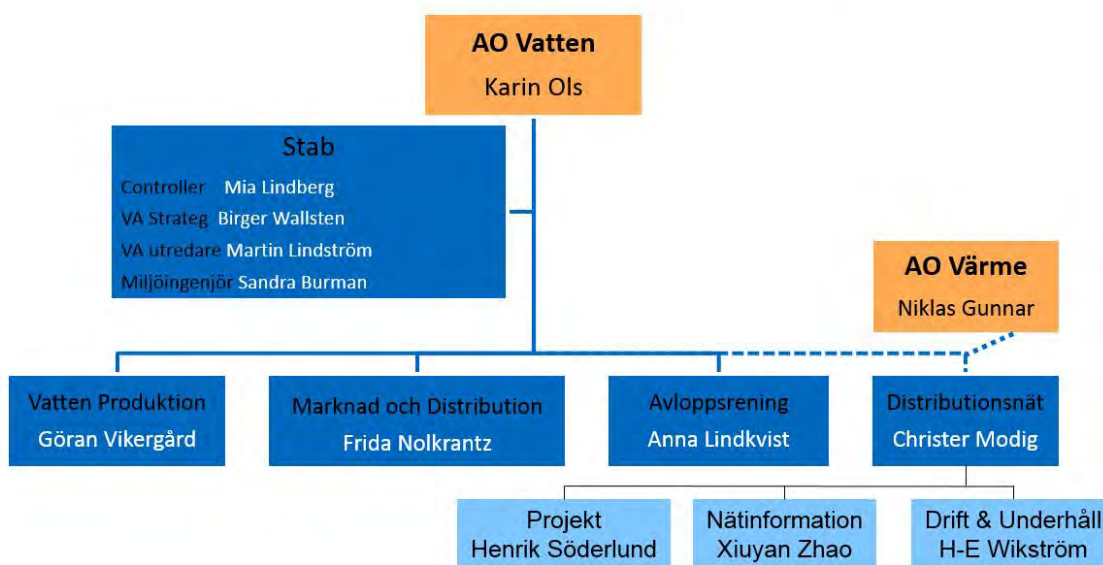 AO Vatten
Karin Ols
Stab
Controller Mia Lindberg
VA Strateg Birger Wallsten
VA utredare Martin Lindström
Miljöingenjör Sandra Burman
AO Värme
Niklas Gunnar
Vatten Produktion
Göran Vikergård
Marknad och Distribution
Frida Nolkrantz
Avloppsrening
Anna Lindkvist
Distributionsnät
Christer Modig
Projekt
Henrik Söderlund
Nätinformation
Xiuyan Zhao
Drift & Underhåll
H-E Wikström